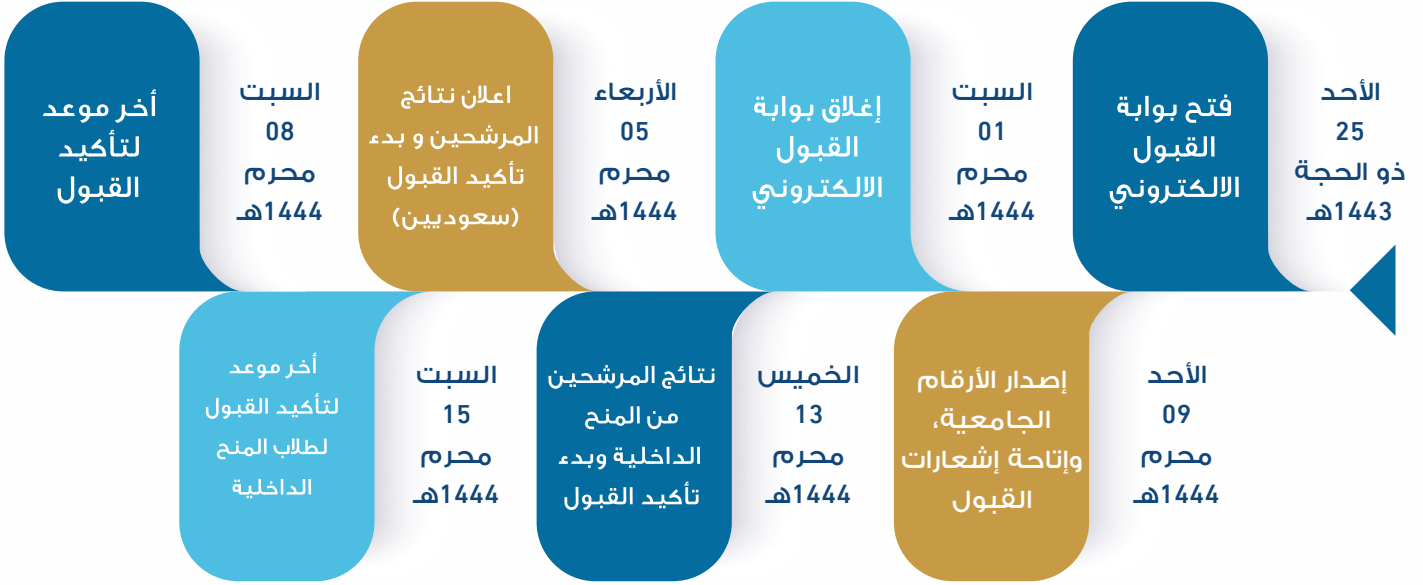 الأحد
25
ذو الحجة
1443هـ
فتح بوابة
القبول
الالكتروني
السبت
01
محرم
1444هـ
إغلاق بوابة
القبول
الالكتروني
الأربعاء
05
محرم
1444هـ
اعلان نتائج
المرشحين و بدء
تأكيد القبول
(سعوديين)
السبت
08
محرم
1444هـ
أخر موعد
لتأكيد
القبول
الأحد
09
محرم
1444هـ
إصدار الأرقام
الجامعية،
وإتاحة إشعارات
القبول
الخميس
13
محرم
1444هـ
نتائج المرشحين
من المنح
الداخلية وبدء
تأكيد القبول
السبت
15
محرم
1444هـ
أخر موعد
لتأكيد القبول
لطلاب المنح
الداخلية